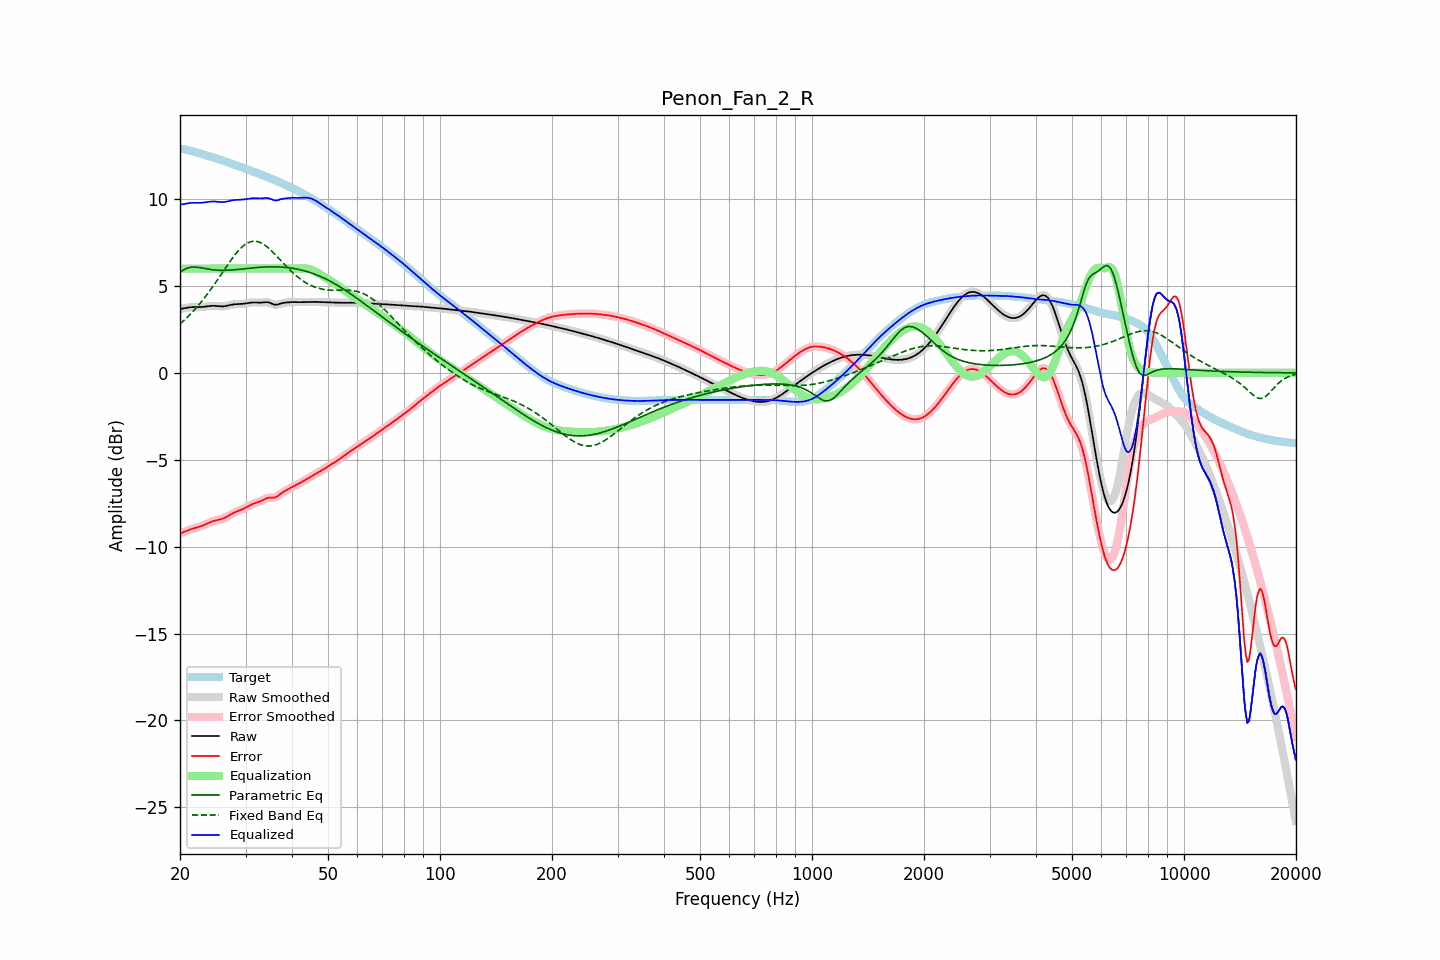 Penon_Fan_2_R
Amplitude (dBr)
10
5
0
−5
−10
−15
−20
−25
Target
Raw Smoothed
Error Smoothed
Raw
Error
Equalization
Parametric Eq
Fixed Band Eq
Equalized
20 50 100 200 500 1000 2000 5000 10000 20000
Frequency (Hz)